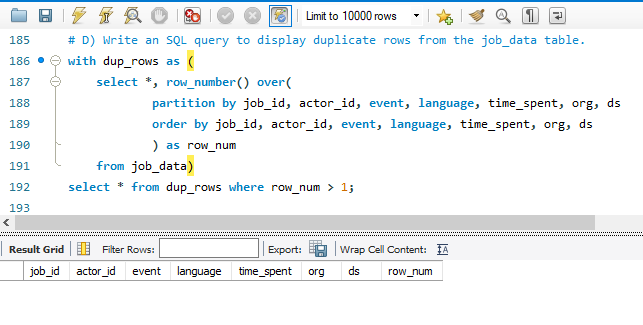 Limit to 10000 rows
185 # D) Write an SQL query to display duplicate rows from the job_data table.
186 with dup_rows as (
187 select *, row_number() over(
188 partition by job_id, actor_id, event, language, time_spent, org, ds
189 order by job_id, actor_id, event, language, time_spent, org, ds
190 ) as row_num
191 from job_data)
192 select * from dup_rows where row_num > 1;
193
Result Grid Filter Rows: Export: Wrap Cell Content: IA
job_id actor_id event language time_spent org ds row_num